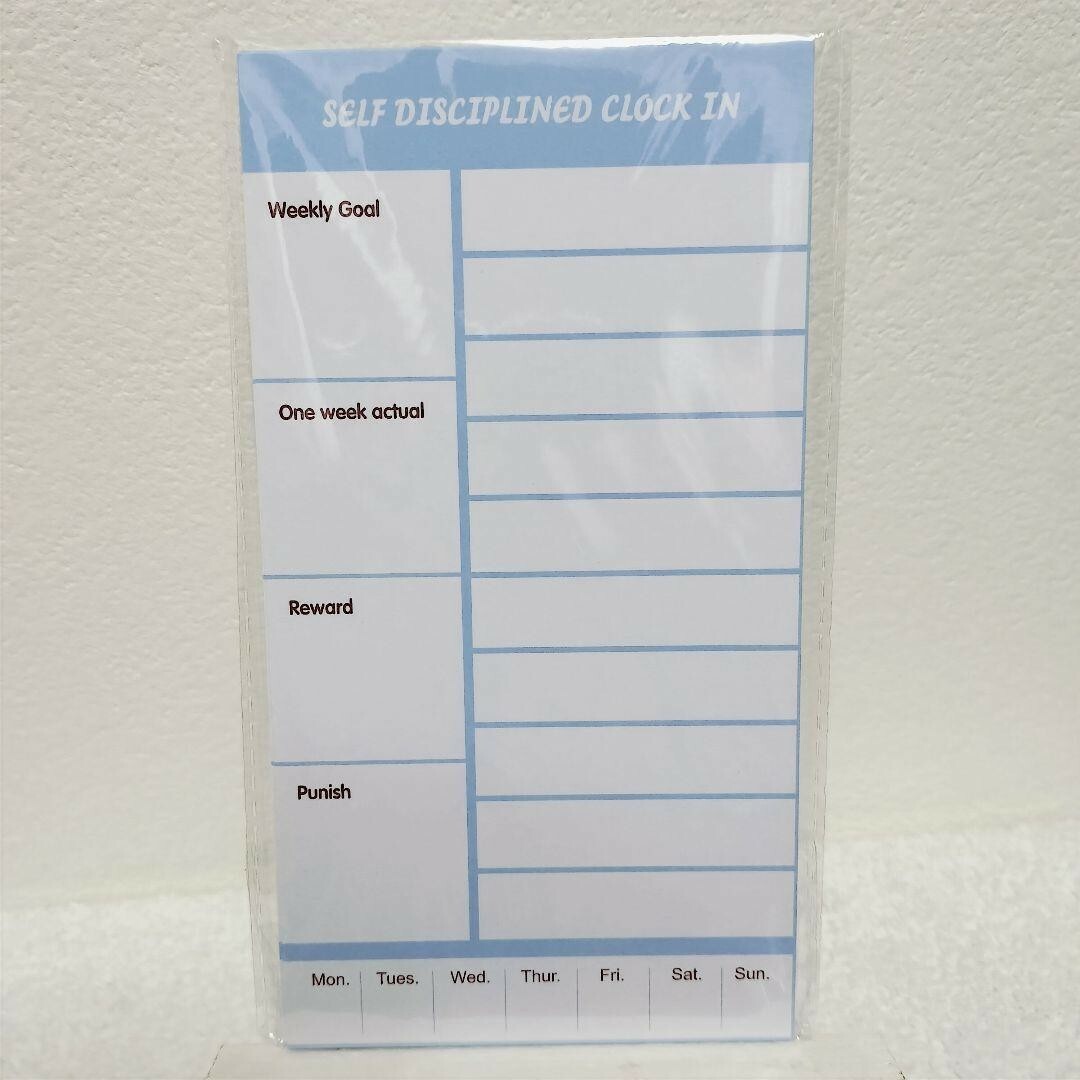 SELF DISCIPLINED CLOCK IN
Weekly Goal
One week actual
Reward
Punish
Mon. Tues. Wed. Thur. Fri. Sat. Sun.